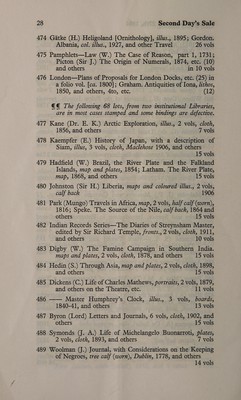 28 Second Day's Sale
474 Gätke (H.) Heligoland [Ornithology], illus., 1895; Gordon.
Albania, col. illus., 1927, and other Travel 26 vols
475 Pamphlets—Law (W.) The Case of Reason, part 1, 1731;
Picton (Sir J.) The Origin of Numerals, 1874, etc. (10)
and others in 10 vols
476 London—Plans of Proposals for London Docks, etc. (25) in
a folio vol. [ca. 1800]; Graham. Antiquities of Iona, lithos,
1850, and others, 4to, etc. (12)
¶ ¶ The following 68 lots, from two institutional Libraries,
are in most cases stamped and some bindings are defective.
477 Kane (Dr. E. K.) Arctic Exploration, illus., 2 vols, cloth,
1856, and others 7 vols
478 Kaempfer (E.) History of Japan, with a description of
Siam, illus, 3 vols, cloth, Maclehose 1906, and others
15 vols
479 Hadfield (W.) Brazil, the River Plate and the Falkland
Islands, map and plates, 1854; Latham. The River Plate,
map, 1868, and others 15 vols
480 Johnston (Sir H.) Liberia, maps and coloured illus., 2 vols,
calf back 1906
481 Park (Mungo) Travels in Africa, map, 2 vols, half calf (worn),
1816; Speke. The Source of the Nile, calf back, 1864 and
others 15 vols
482 Indian Records Series—The Diaries of Streynsham Master,
edited by Sir Richard Temple, fronts., 2 vols, cloth, 1911,
and others 10 vols
483 Digby (W.) The Famine Campaign in Southern India.
maps and plates, 2 vols, cloth, 1878, and others 15 vols
484 Hedin (S.) Through Asia, map and plates, 2 vols, cloth, 1898,
and others 15 vols
485 Dickens (C.) Life of Charles Mathews, portraits, 2 vols, 1879,
and others on the Theatre, etc. 11 vols
486 —— Master Humphrey's Clock, illus., 3 vols, boards,
1840-41, and others 13 vols
487 Byron (Lord) Letters and Journals, 6 vols, cloth, 1902, and
others 15 vols
488 Symonds (J. A.) Life of Michelangelo Buonarroti, plates,
2 vols, cloth, 1893, and others 7 vols
489 Woolman (J.) Journal, with Considerations on the Keeping
of Negroes, tree calf (worn), Dublin, 1778, and others
14 vols